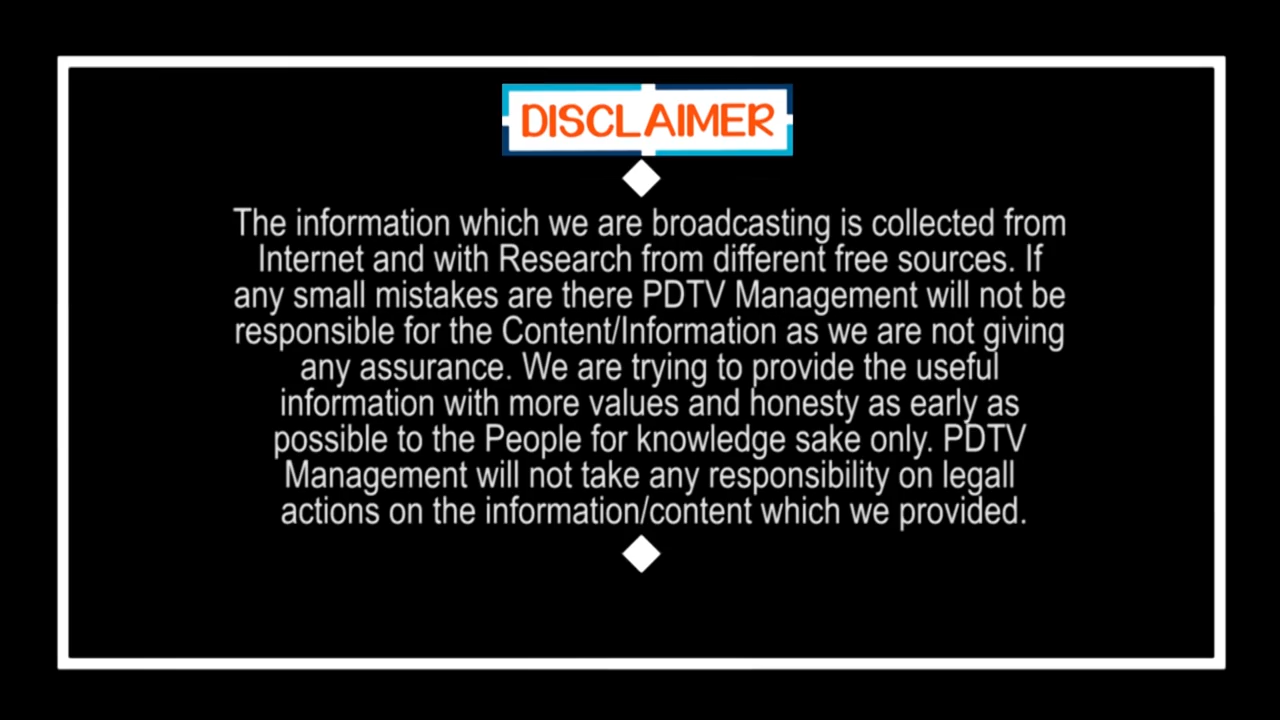 DISCLAIMER
The information which we are broadcasting is collected from
Internet and with Research from different free sources. If
any small mistakes are there PDTV Management will not be
responsible for the Content/Information as we are not giving
any assurance. We are trying to provide the useful
information with more values and honesty as early as
possible to the People for knowledge sake only. PDTV
Management will not take any responsibility on legall
actions on the information/content which we provided.